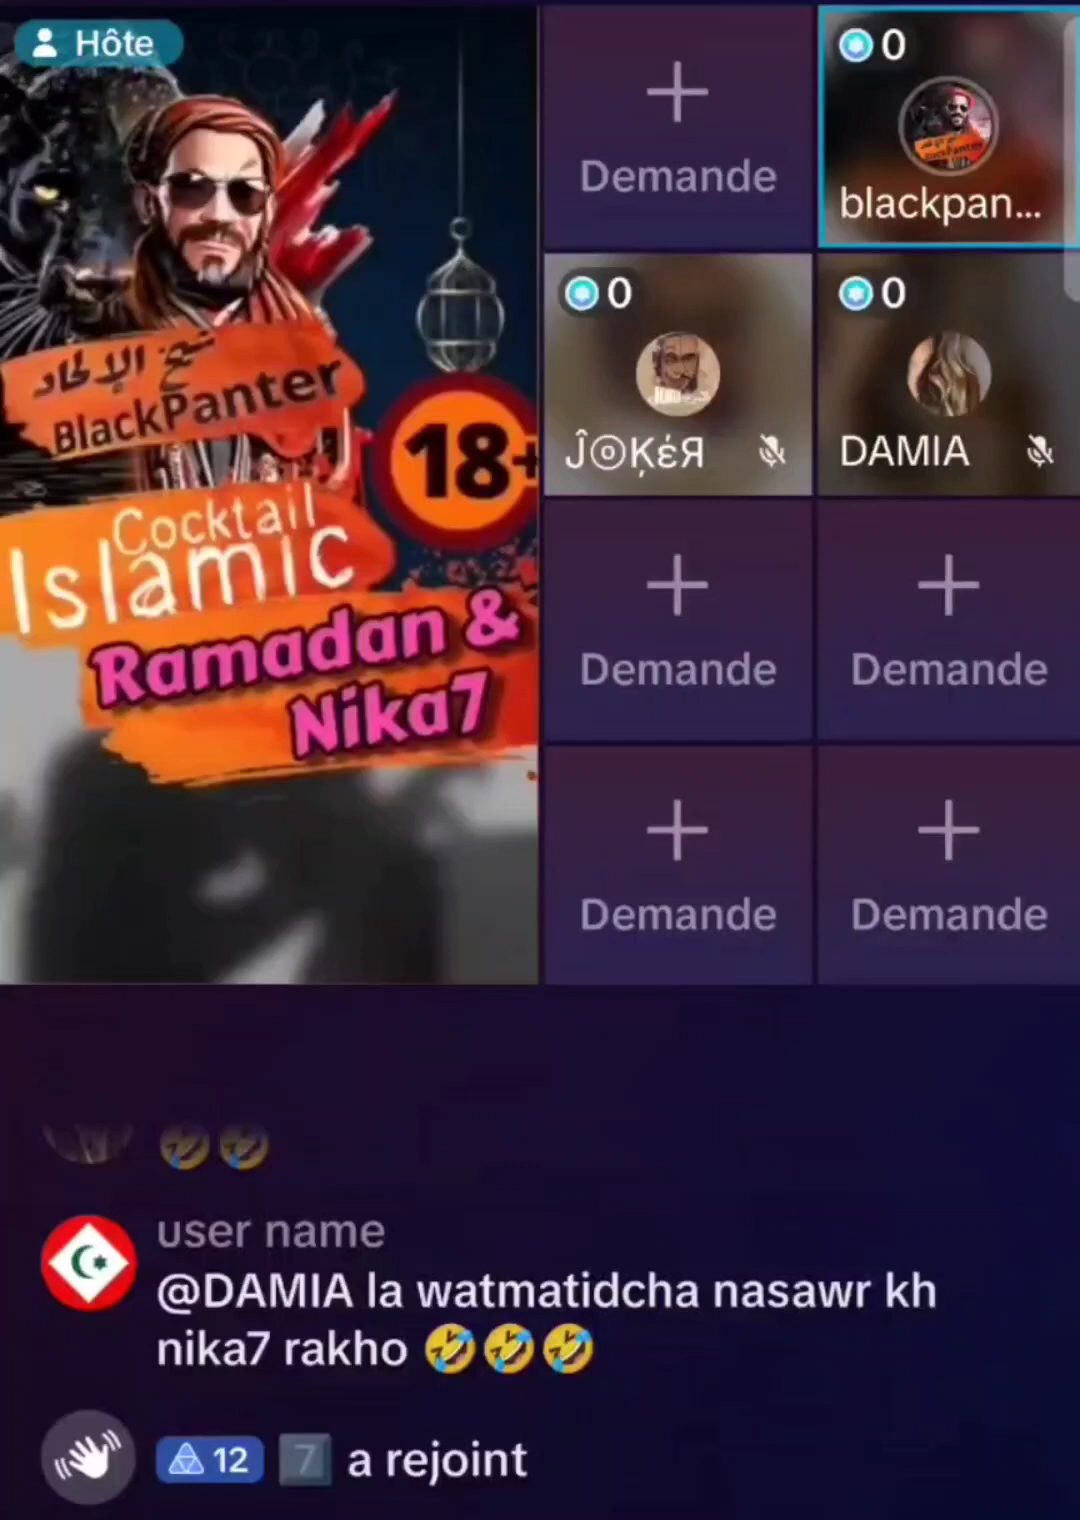 Hôte
شيخ الإلحاد
BlackPanter
18+
Cocktail
Islamic
Ramadan &
Nika7
Demande
0
blackpan...
0
ĴⓄĶέЯ
0
DAMIA
Demande
Demande
Demande
Demande
🤣🤣
user name
@DAMIA la watmatidcha nasawr kh
nika7 rakho 🤣🤣🤣
12 7 a rejoint